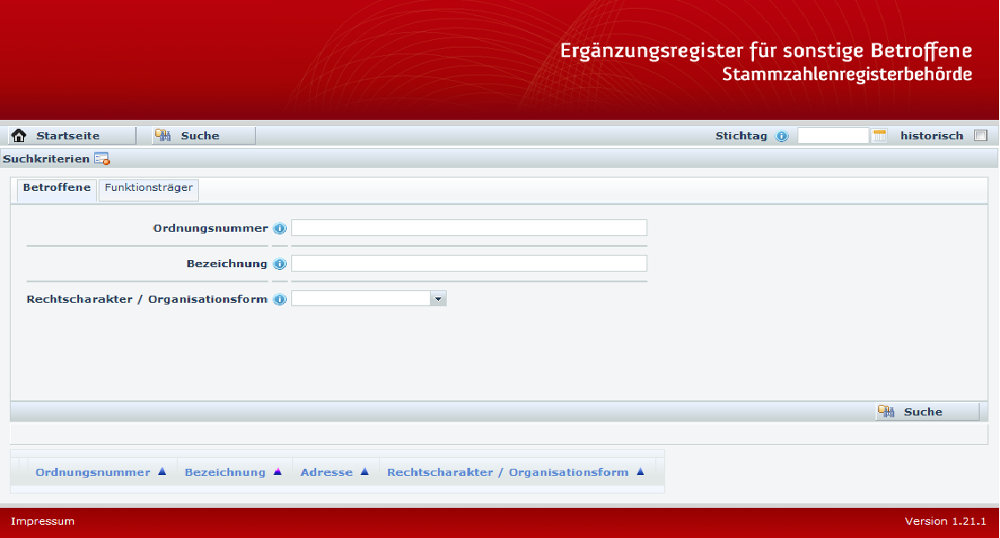 Ergänzungsregister für sonstige Betroffene
Stammzahlenregisterbehörde
Startseite Suche Stichtag historisch
Suchkriterien
Betroffene Funktionsträger
Ordnungsnummer
Bezeichnung
Rechtscharakter / Organisationsform
Suche
Ordnungsnummer Bezeichnung Adresse Rechtscharakter / Organisationsform
Impressum Version 1.21.1